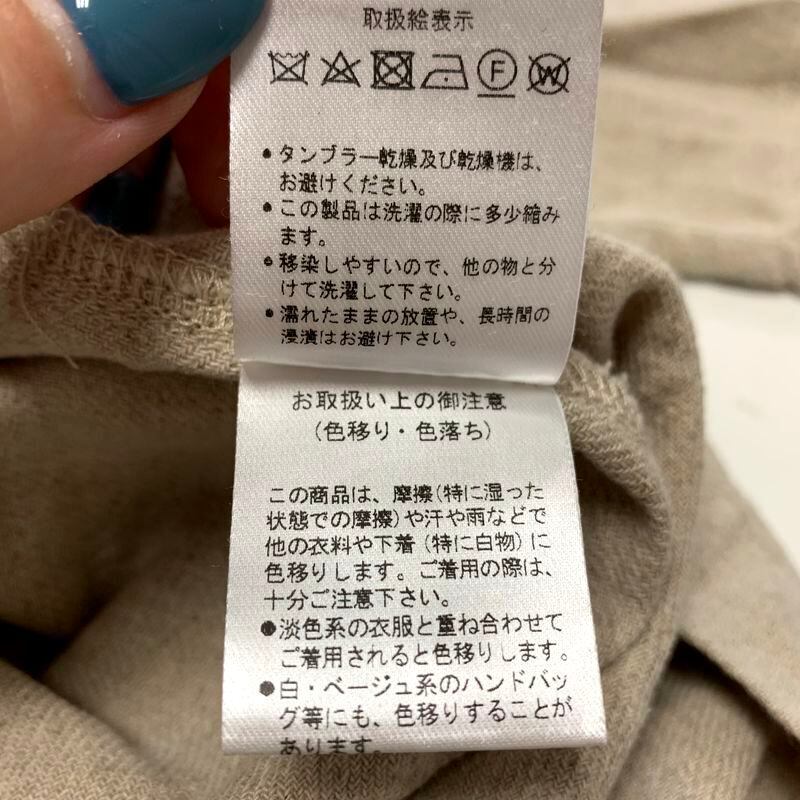 取扱絵表示
F W
●タンブラー乾燥及び乾燥機は、
お避けください。
●この製品は洗濯の際に多少縮み
ます。
●移染しやすいので、他の物と分
けて洗濯して下さい。
●濡れたままの放置や、長時間の
浸漬はお避け下さい。
お取扱い上の御注意
(色移り・色落ち)
この商品は、摩擦(特に湿った
状態での摩擦)や汗や雨などで
他の衣料や下着(特に白物)に
色移りします。ご着用の際は、
十分ご注意下さい。
●淡色系の衣服と重ね合わせて
ご着用されると色移りします。
●白・ベージュ系のハンドバッ
グ等にも、色移りすることが
あります。